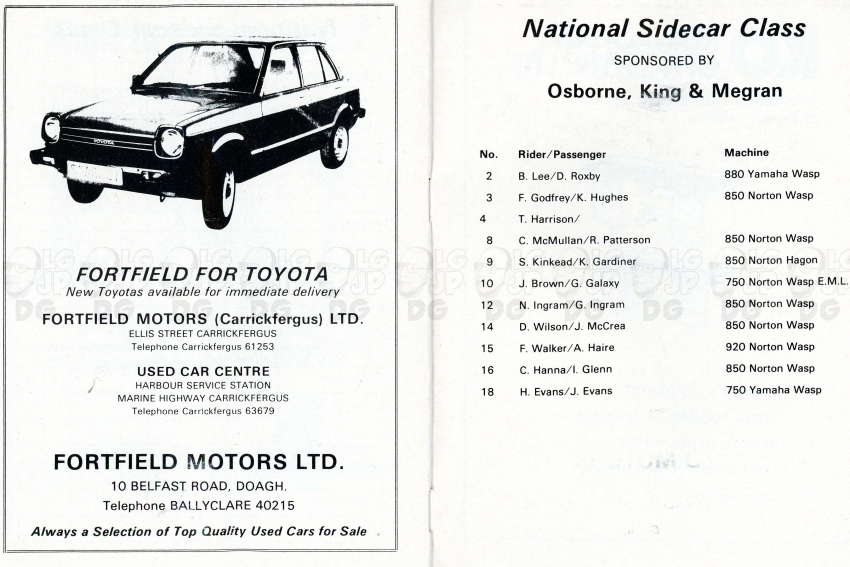 TOYOTA
FORTFIELD FOR TOYOTA
New Toyotas available for immediate delivery
FORTFIELD MOTORS (Carrickfergus) LTD.
ELLIS STREET CARRICKFERGUS
Telephone Carrickfergus 61253
USED CAR CENTRE
HARBOUR SERVICE STATION
MARINE HIGHWAY CARRICKFERGUS
Telephone Carrickfergus 63679
FORTFIELD MOTORS LTD.
10 BELFAST ROAD, DOAGH.
Telephone BALLYCLARE 40215
Always a Selection of Top Quality Used Cars for Sale
National Sidecar Class
SPONSORED BY
Osborne, King & Megran
No. Rider/Passenger Machine
2 B. Lee/D. Roxby 880 Yamaha Wasp
3 F. Godfrey/K. Hughes 850 Norton Wasp
4 T. Harrison/
8 C. McMullan/R. Patterson 850 Norton Wasp
9 S. Kinkead/K. Gardiner 850 Norton Hagon
10 J. Brown/G. Galaxy 750 Norton Wasp E.M.L.
12 N. Ingram/G. Ingram 850 Norton Wasp
14 D. Wilson/J. McCrea 850 Norton Wasp
15 F. Walker/A. Haire 920 Norton Wasp
16 C. Hanna/I. Glenn 850 Norton Wasp
18 H. Evans/J. Evans 750 Yamaha Wasp